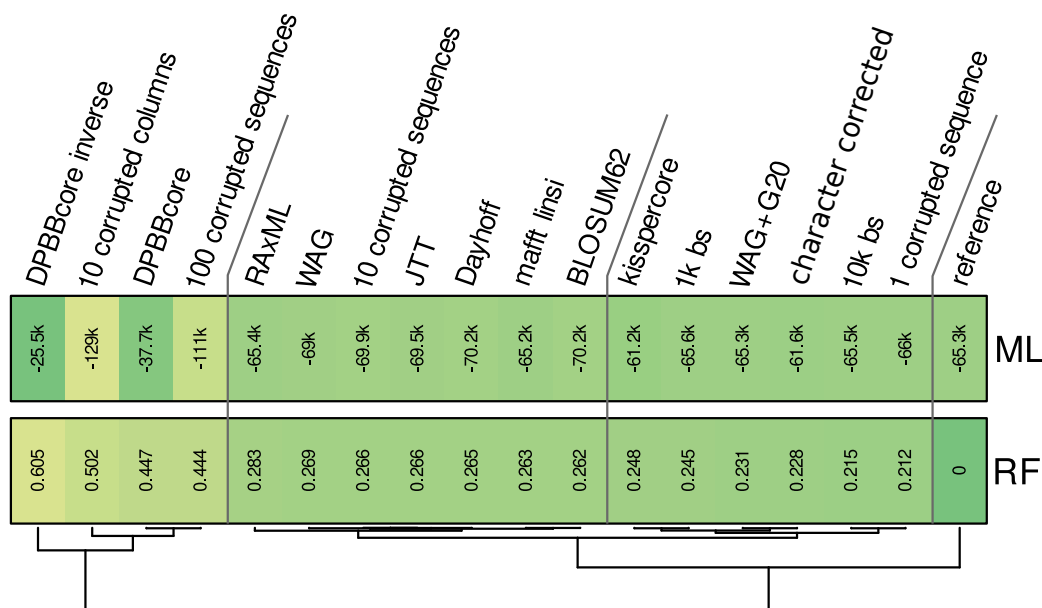 DPBBcore inverse
10 corrupted columns
DPBBcore
100 corrupted sequences
RAxML
WAG
10 corrupted sequences
JTT
Dayhoff
mafft linsi
BLOSUM62
kisspercore
1k bs
WAG+G20
character corrected
10k bs
1 corrupted sequence
reference
-25.5k -129k -37.7k -111k -65.4k -69k -69.9k -69.5k -70.2k -65.2k -70.2k -61.2k -65.6k -65.3k -61.6k -65.5k -66k -65.3k ML
0.605 0.502 0.447 0.444 0.283 0.269 0.266 0.266 0.265 0.263 0.262 0.248 0.245 0.231 0.228 0.215 0.212 0 RF